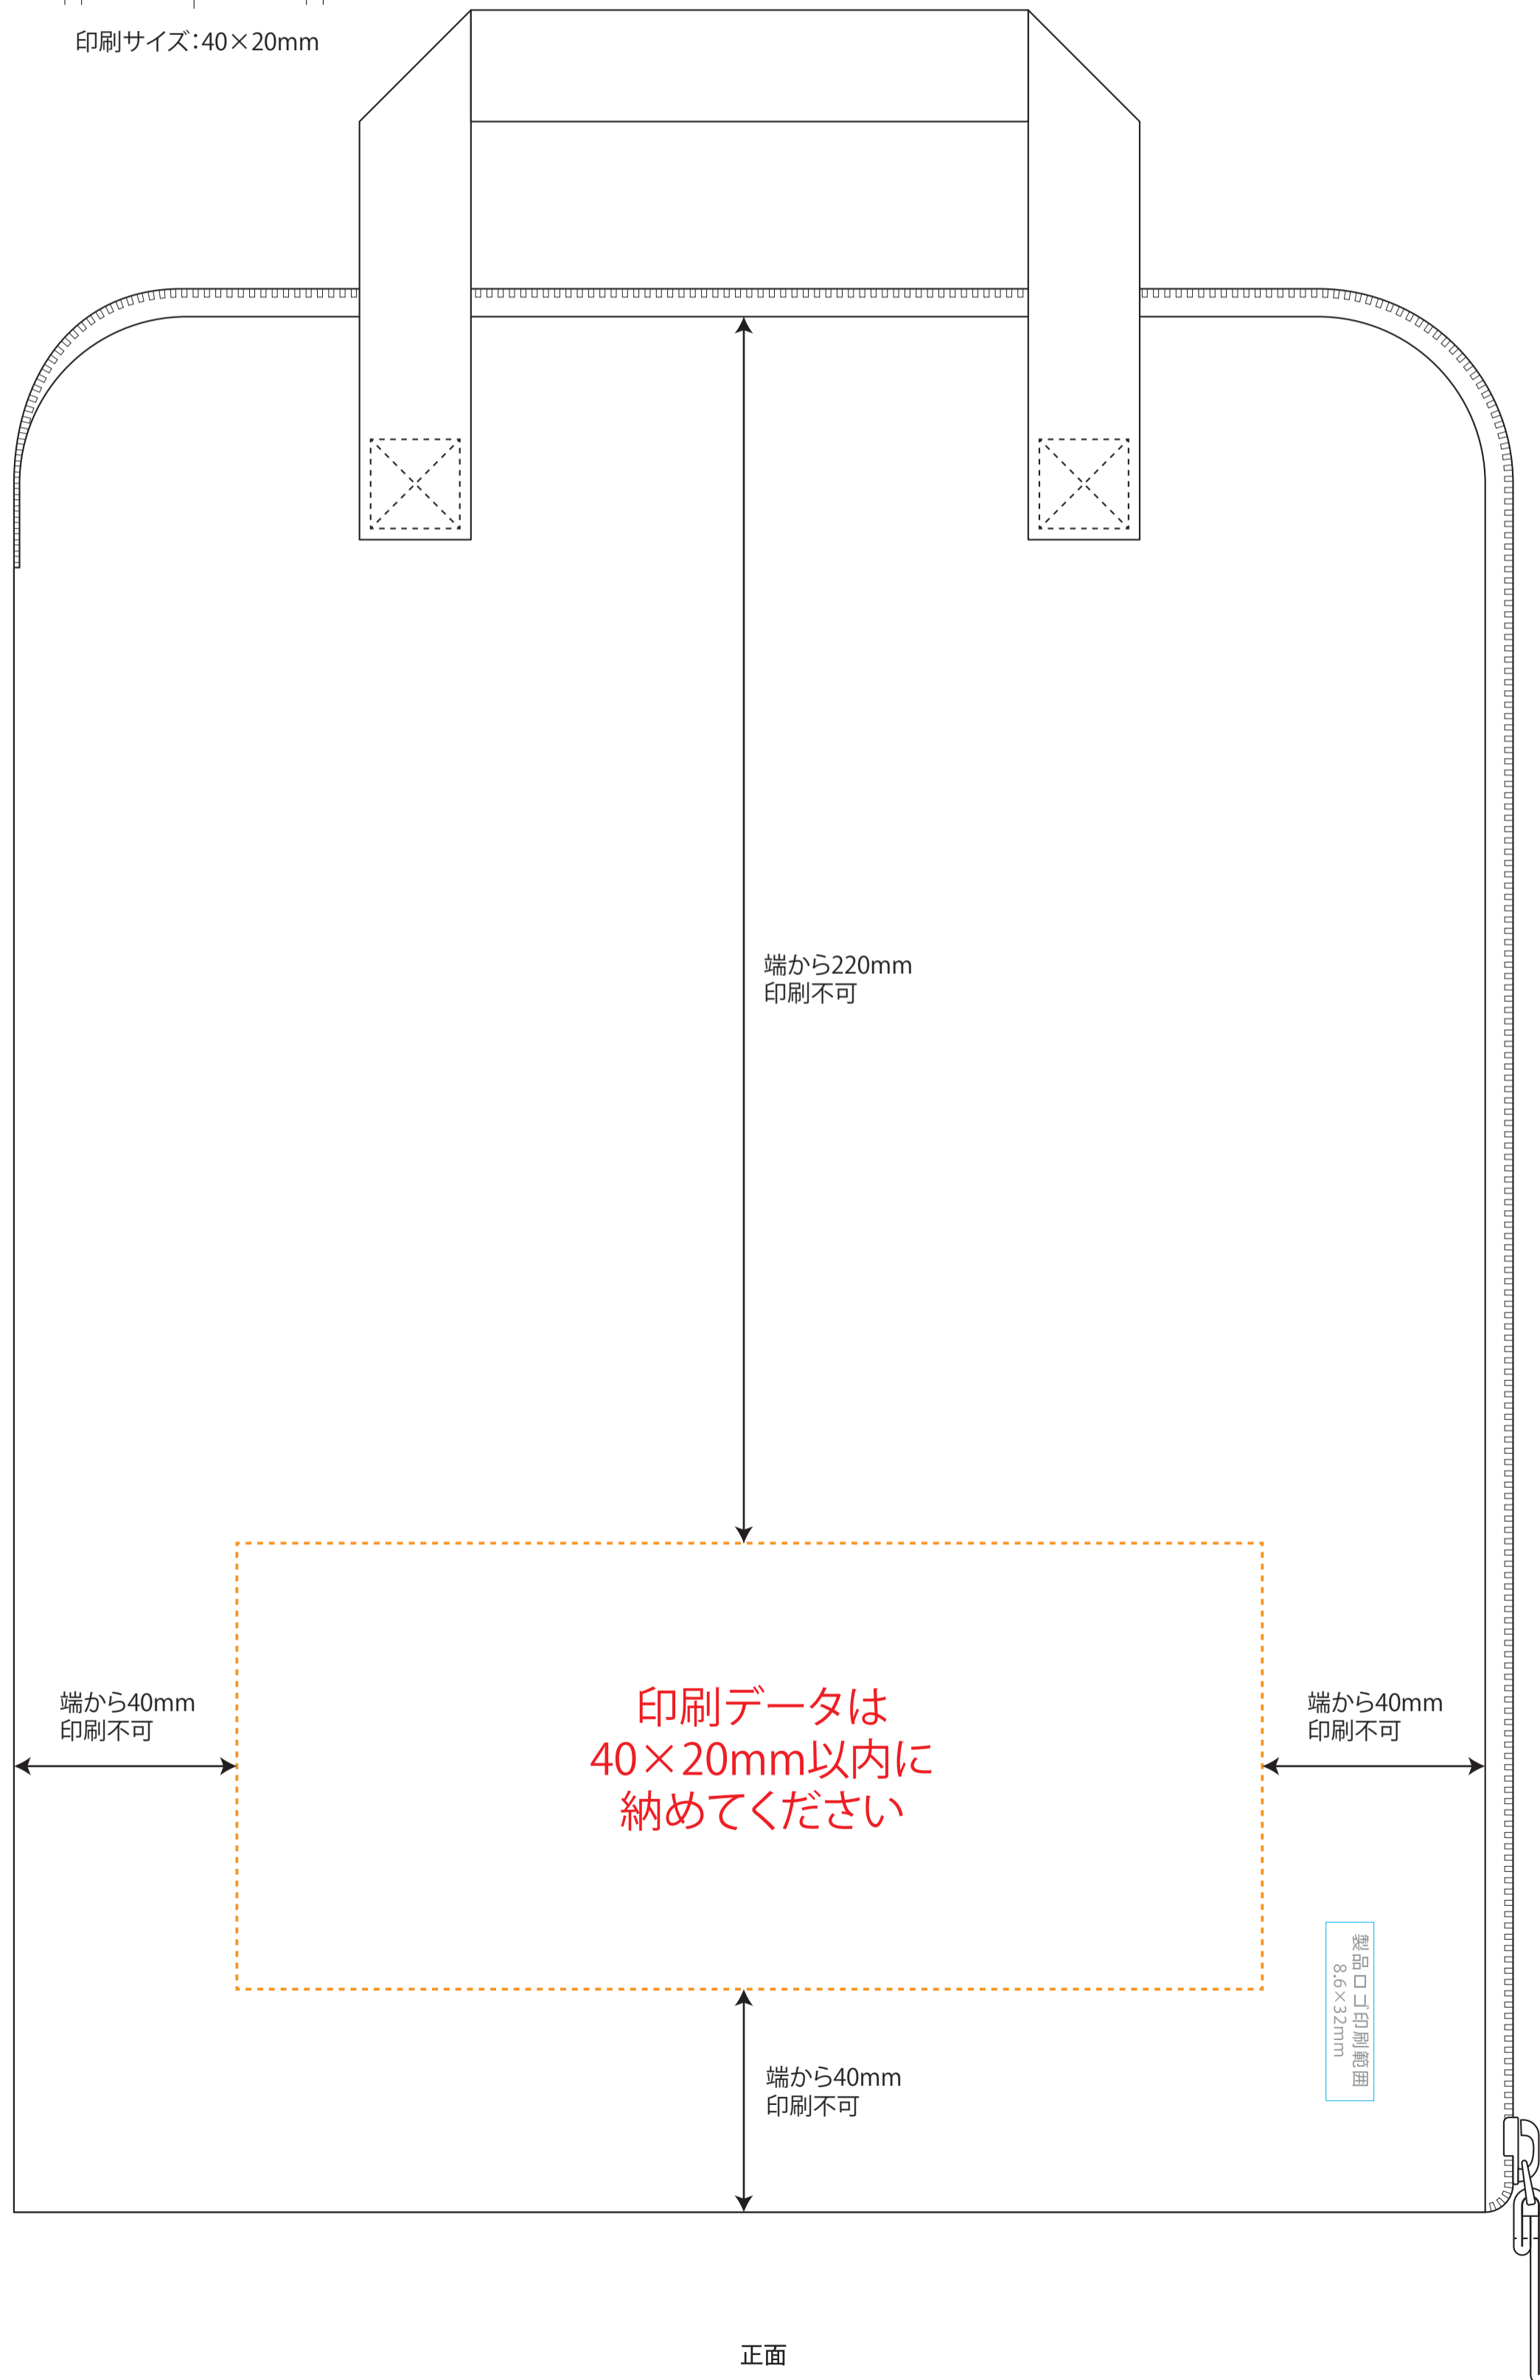 印刷サイズ：40×20mm
端から220mm
印刷不可
端から40mm
印刷不可
印刷データは
40×20mm以内に
納めてください
端から40mm
印刷不可
製品ロゴ印刷範囲
8.6×32mm
端から40mm
印刷不可
正面